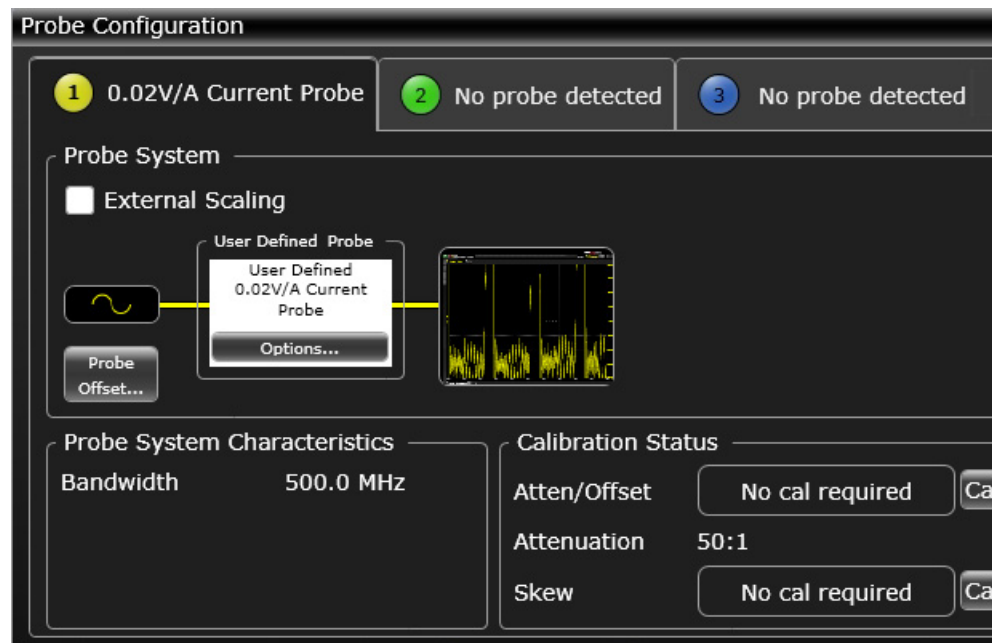 Probe Configuration
1 0.02V/A Current Probe
2 No probe detected
3 No probe detected
Probe System
External Scaling
User Defined Probe
User Defined
0.02V/A Current
Probe
Options...
Probe
Offset...
Probe System Characteristics
Bandwidth 500.0 MHz
Calibration Status
Atten/Offset No cal required Ca
Attenuation 50:1
Skew No cal required Ca